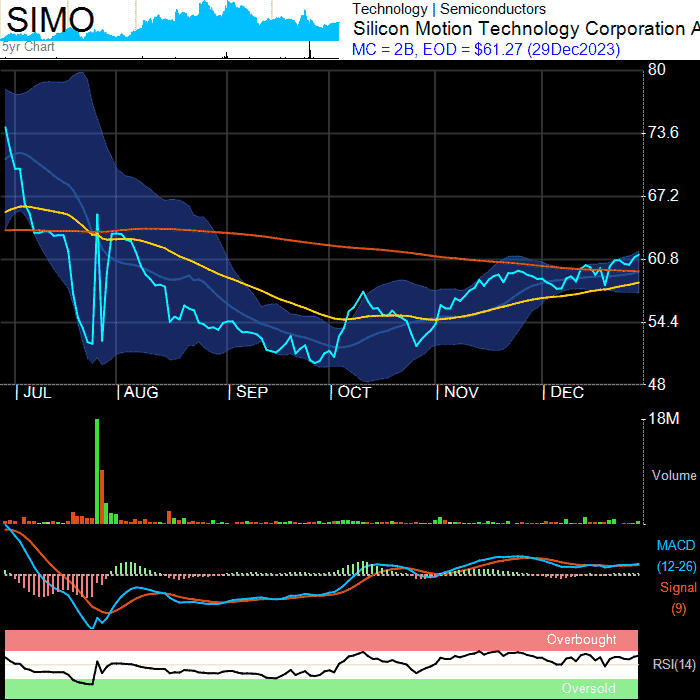 SIMO
5yr Chart
Technology | Semiconductors
Silicon Motion Technology Corporation A
MC = 2B, EOD = $61.27 (29Dec2023)
80
73.6
67.2
60.8
54.4
48
JUL AUG SEP OCT NOV DEC
18M
Volume
MACD
(12-26)
Signal
(9)
Overbought
RSI(14)
Oversold